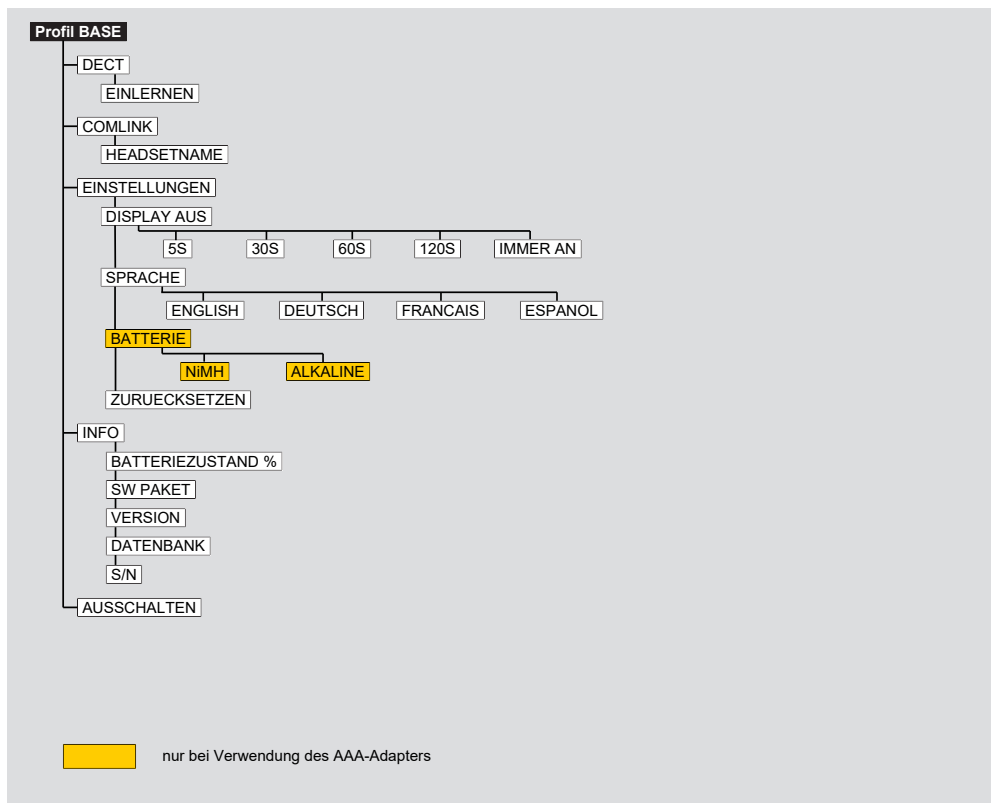 Profil BASE
DECT
EINLERNEN
COMLINK
HEADSETNAME
EINSTELLUNGEN
DISPLAY AUS
5S 30S 60S 120S IMMER AN
SPRACHE
ENGLISH DEUTSCH FRANCAIS ESPANOL
BATTERIE
NiMH ALKALINE
ZURUECKSETZEN
INFO
BATTERIEZUSTAND %
SW PAKET
VERSION
DATENBANK
S/N
AUSSCHALTEN
nur bei Verwendung des AAA-Adapters